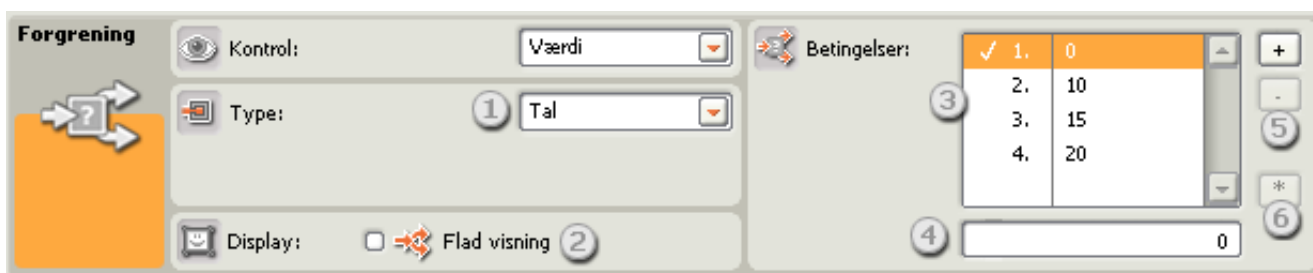 Forgrening
Kontrol:
Værdi
Type:
1
Tal
Display:
Flad visning
2
Betingelser:
3
✓ 1. 0
2. 10
3. 15
4. 20
4
0
+
-
5
*
6